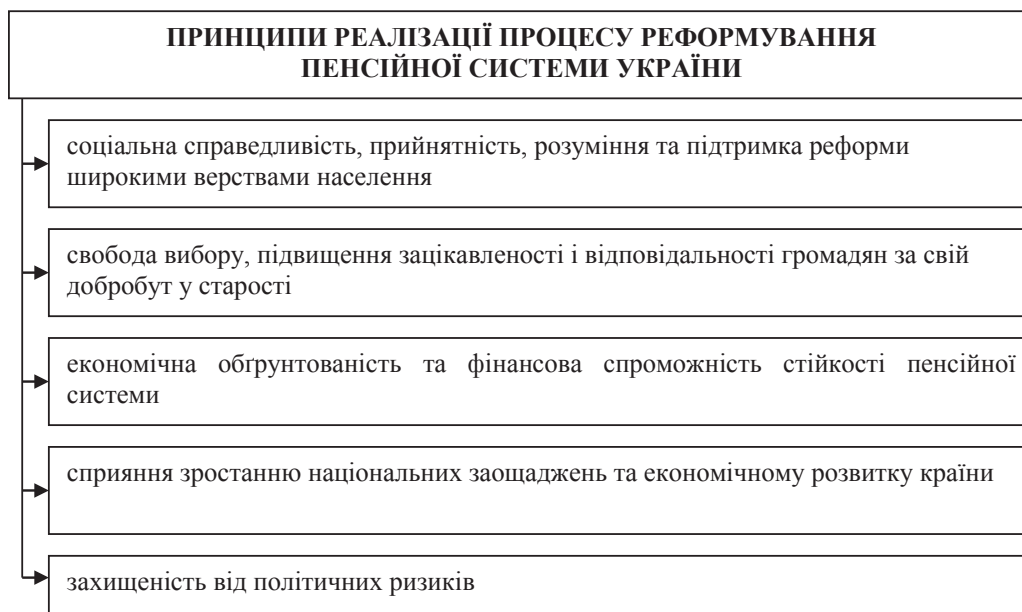 ПРИНЦИПИ РЕАЛІЗАЦІЇ ПРОЦЕСУ РЕФОРМУВАННЯ
ПЕНСІЙНОЇ СИСТЕМИ УКРАЇНИ
соціальна справедливість, прийнятність, розуміння та підтримка реформи
широкими верствами населення
свобода вибору, підвищення зацікавленості і відповідальності громадян за свій
добробут у старості
економічна обґрунтованість та фінансова спроможність стійкості пенсійної
системи
сприяння зростанню національних заощаджень та економічному розвитку країни
захищеність від політичних ризиків